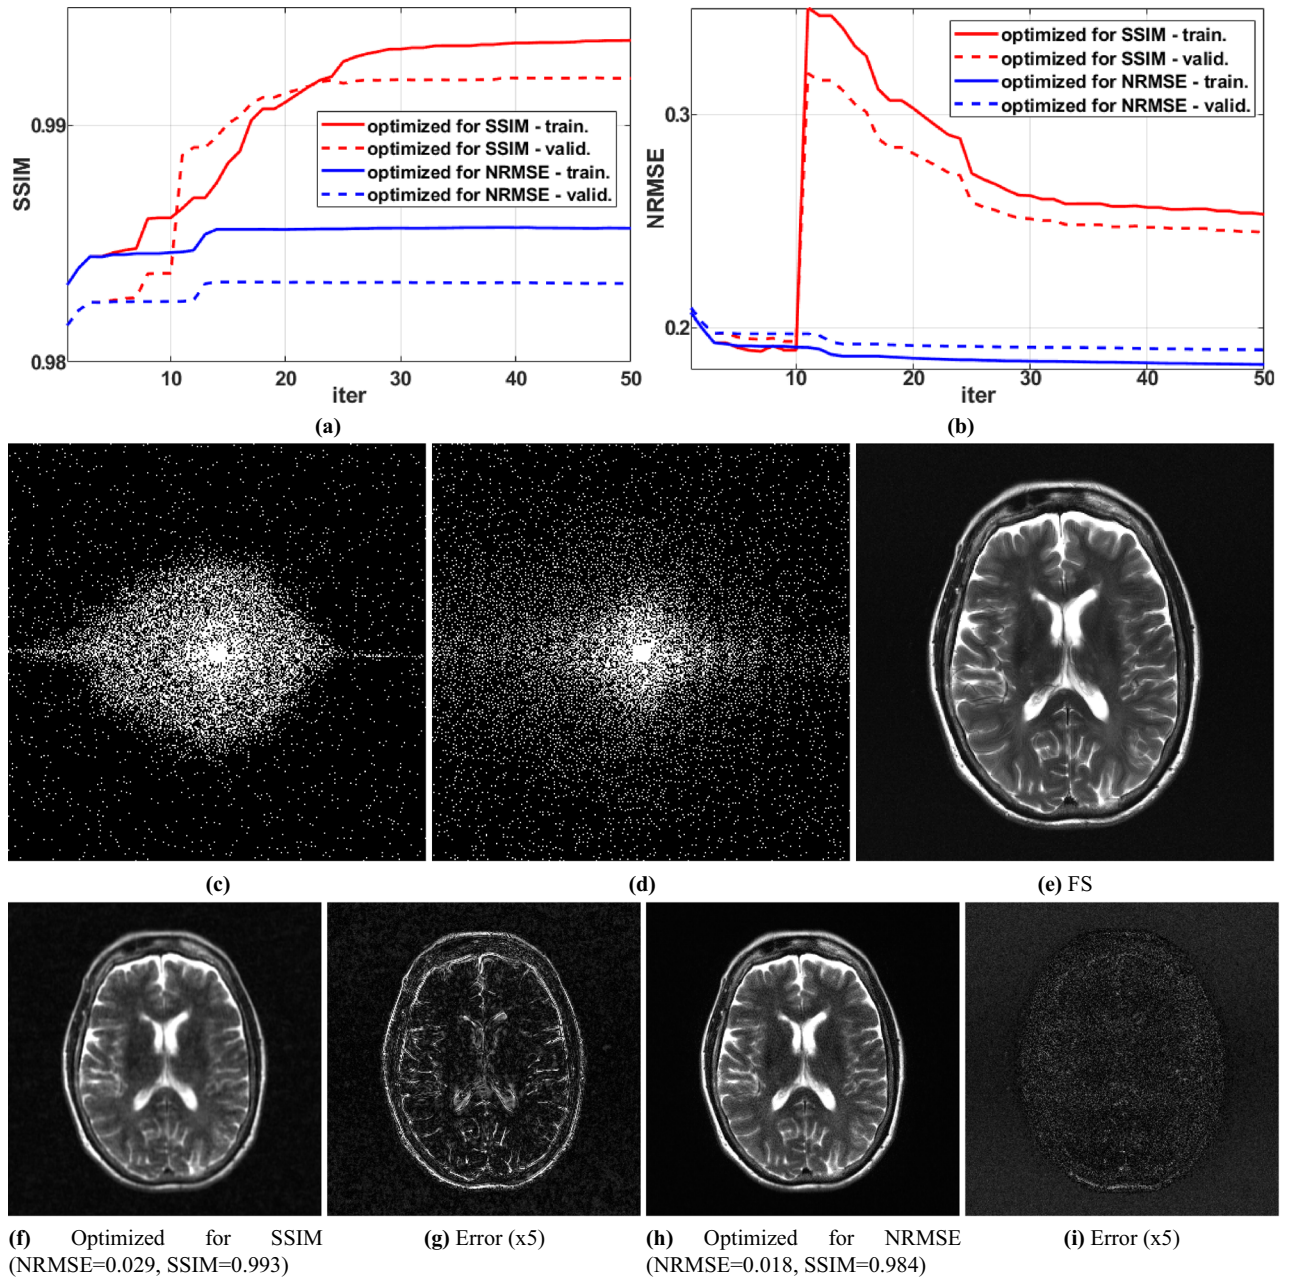 SSIM
0.99
0.98
optimized for SSIM - train.
optimized for SSIM - valid.
optimized for NRMSE - train.
optimized for NRMSE - valid.
10 20 30 40 50
iter
(a)
NRMSE
0.3
0.2
optimized for SSIM - train.
optimized for SSIM - valid.
optimized for NRMSE - train.
optimized for NRMSE - valid.
10 20 30 40 50
iter
(b)
(c)
(d)
(e) FS
(f) Optimized for SSIM
(NRMSE=0.029, SSIM=0.993)
(g) Error (x5)
(h) Optimized for NRMSE
(NRMSE=0.018, SSIM=0.984)
(i) Error (x5)